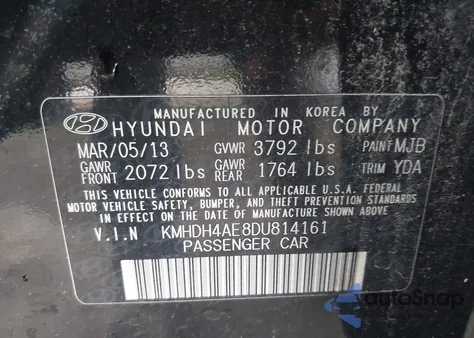 MANUFACTURED IN KOREA BY
HYUNDAI MOTOR COMPANY
MAR/05/13 GVWR 3792 lbs PAINT MJB
GAWR FRONT 2072 lbs GAWR REAR 1764 lbs TRIM YDA
THIS VEHICLE CONFORMS TO ALL APPLICABLE U.S.A. FEDERAL
MOTOR VEHICLE SAFETY, BUMPER, AND THEFT PREVENTION STANDARDS
IN EFFECT ON THE DATE OF MANUFACTURE SHOWN ABOVE.
V.I.N KMHDH4AE8DU814161
PASSENGER CAR
autoSnap